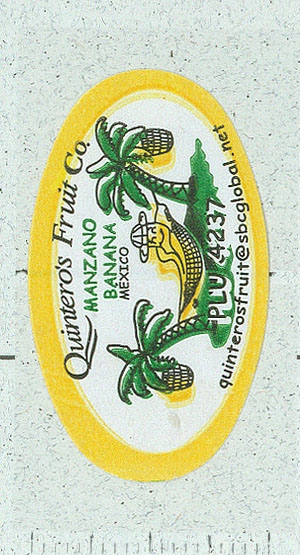 Quintero's Fruit Co.
MANZANO
BANANA
MEXICO
PLU 4237
quinterosfruit@sbcglobal.net